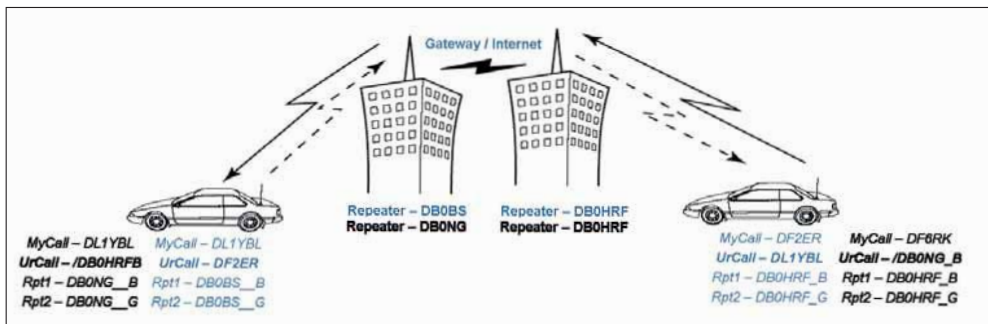 Gateway / Internet
Repeater – DB0BS
Repeater – DB0HRF
Repeater – DB0NG
Repeater – DB0HRF
MyCall – DL1YBL
MyCall – DL1YBL
UrCall – /DB0HRFB
UrCall – DF2ER
Rpt1 – DB0NG__B
Rpt1 – DB0BS__B
Rpt2 – DB0NG__G
Rpt2 – DB0BS__G
MyCall – DF2ER
MyCall – DF6RK
UrCall – DL1YBL
UrCall – /DB0NG_B
Rpt1 – DB0HRF_B
Rpt1 – DB0HRF_B
Rpt2 – DB0HRF_G
Rpt2 – DB0HRF_G